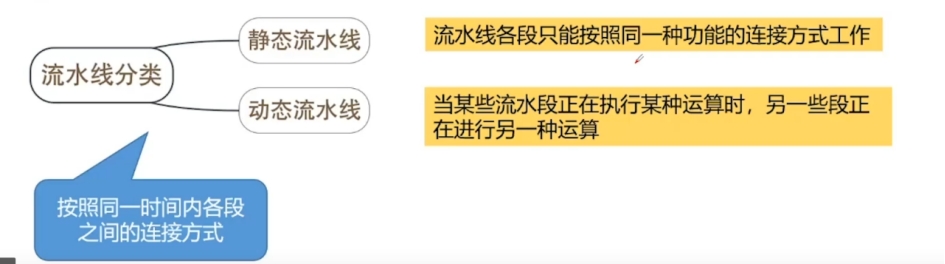 流水线分类
静态流水线
流水线各段只能按照同一种功能的连接方式工作
动态流水线
当某些流水段正在执行某种运算时，另一些段正
在进行另一种运算
按照同一时间内各段
之间的连接方式